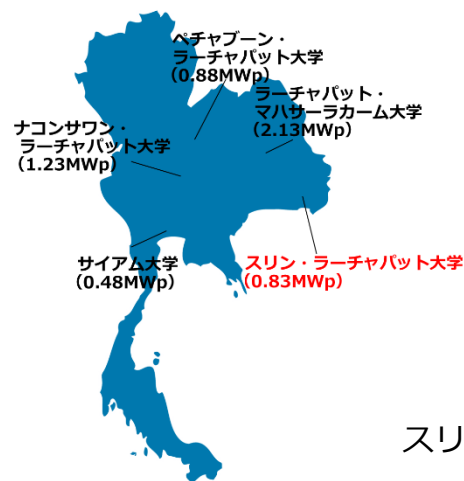 ペチャブーン・
ラーチャパット大学
（0.88MWp）
ラーチャパット・
マハサーラカーム大学
（2.13MWp）
ナコンサワン・
ラーチャパット大学
（1.23MWp）
サイアム大学
（0.48MWp）
スリン・ラーチャパット大学
（0.83MWp）
スリ